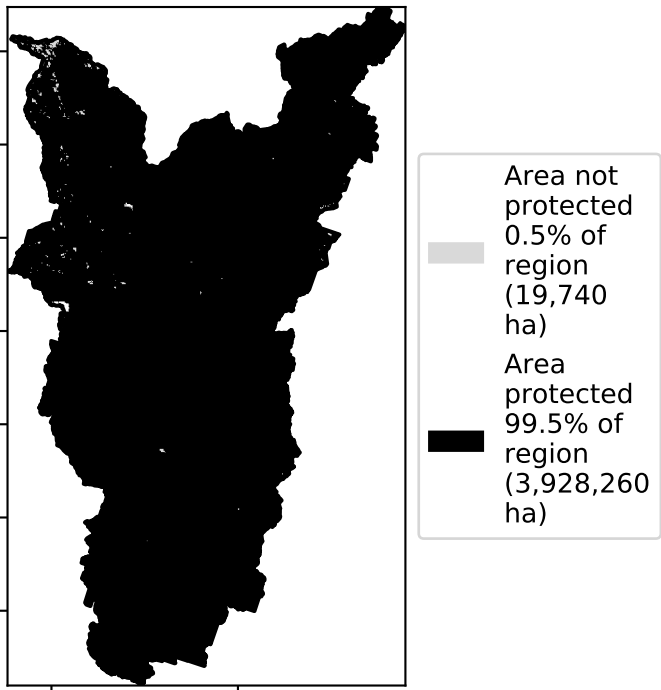 Area not
protected
0.5% of
region
(19,740
ha)
Area
protected
99.5% of
region
(3,928,260
ha)